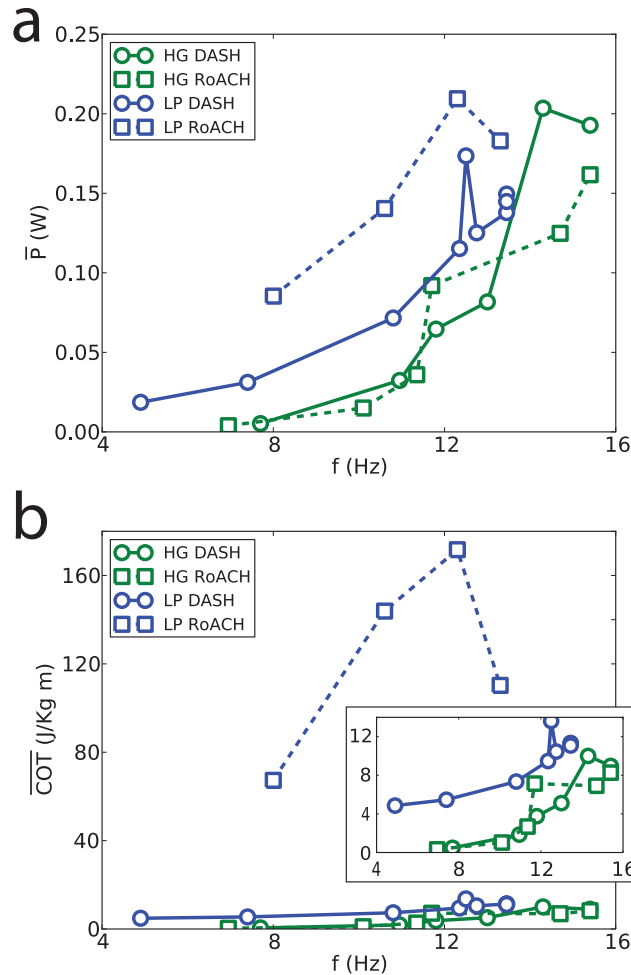 a
0.25
0.20
0.15
0.10
0.05
0.00
P̅ (W)
HG DASH
HG RoACH
LP DASH
LP RoACH
4 8 12 16
f (Hz)
b
160
120
80
40
0
C̅O̅T̅ (J/Kg m)
HG DASH
HG RoACH
LP DASH
LP RoACH
12
8
4
0
4 8 12 16
4 8 12 16
f (Hz)